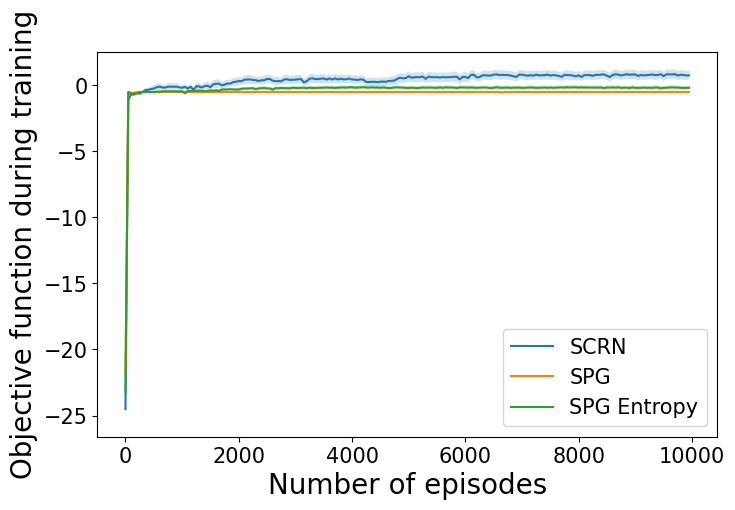 Objective function during training
0
−5
−10
−15
−20
−25
0 2000 4000 6000 8000 10000
Number of episodes
SCRN
SPG
SPG Entropy